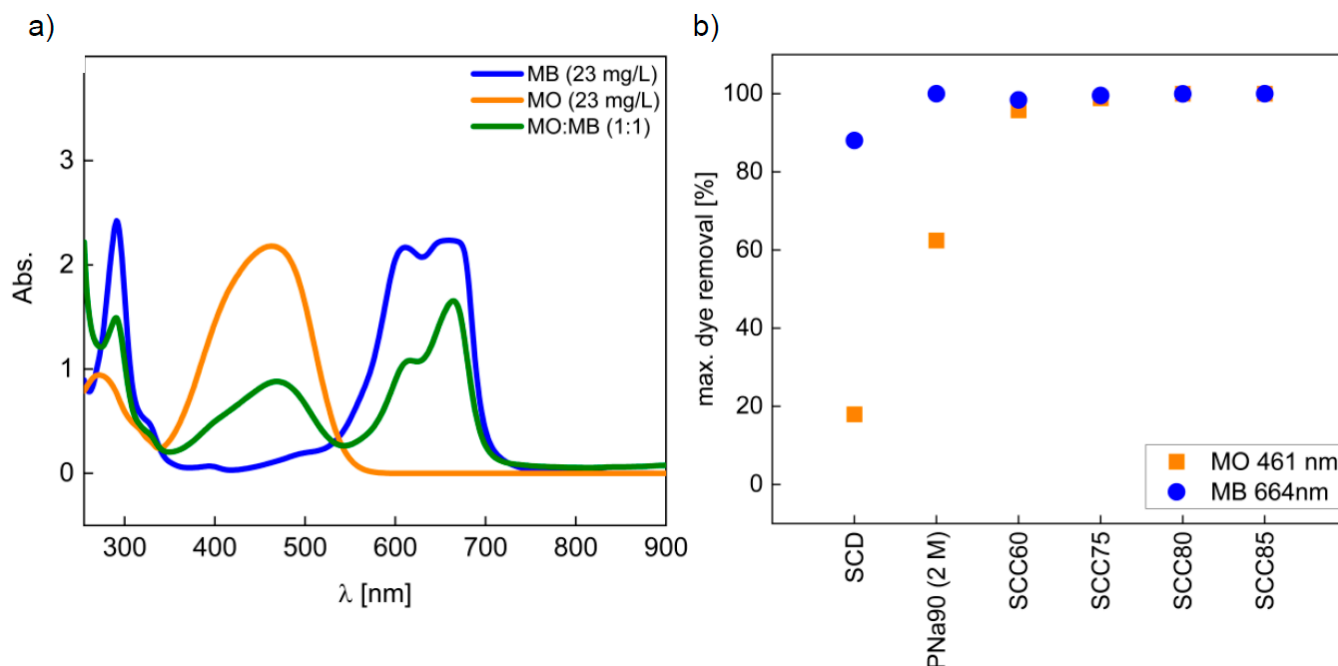 a)
MB (23 mg/L)
MO (23 mg/L)
MO:MB (1:1)
3
2
1
0
Abs.
300 400 500 600 700 800 900
λ [nm]
b)
100
80
60
40
20
0
max. dye removal [%]
MO 461 nm
MB 664nm
SCD
PNa90 (2 M)
SCC60
SCC75
SCC80
SCC85